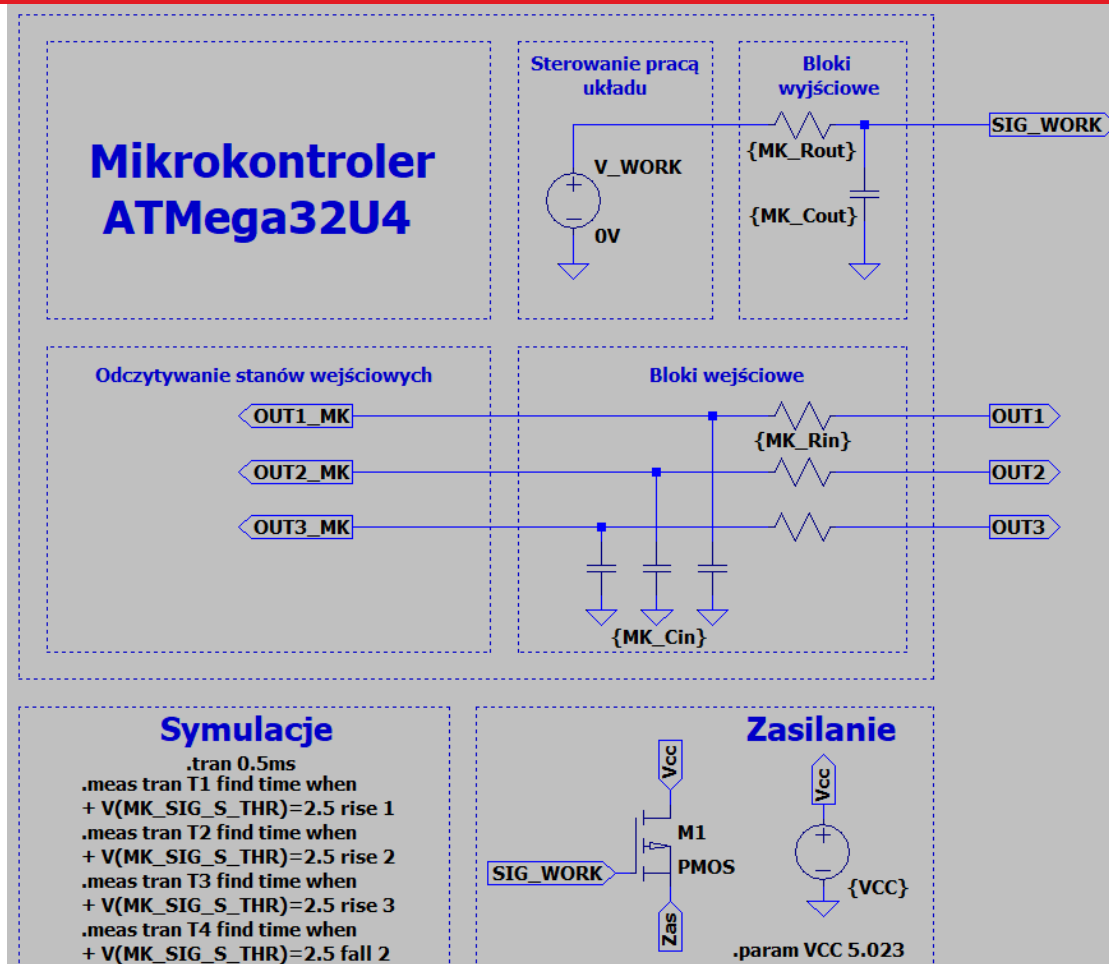 Mikrokontroler
ATMega32U4
Sterowanie pracą
układu
V_WORK
0V
Bloki
wyjściowe
{MK_Rout}
{MK_Cout}
SIG_WORK
Odczytywanie stanów wejściowych
Bloki wejściowe
OUT1_MK
{MK_Rin}
OUT1
OUT2_MK
OUT2
OUT3_MK
OUT3
{MK_Cin}
Symulacje
.tran 0.5ms
.meas tran T1 find time when
+ V(MK_SIG_S_THR)=2.5 rise 1
.meas tran T2 find time when
+ V(MK_SIG_S_THR)=2.5 rise 2
.meas tran T3 find time when
+ V(MK_SIG_S_THR)=2.5 rise 3
.meas tran T4 find time when
+ V(MK_SIG_S_THR)=2.5 fall 2
Zasilanie
Vcc
M1
PMOS
SIG_WORK
Zas
Vcc
{VCC}
.param VCC 5.023